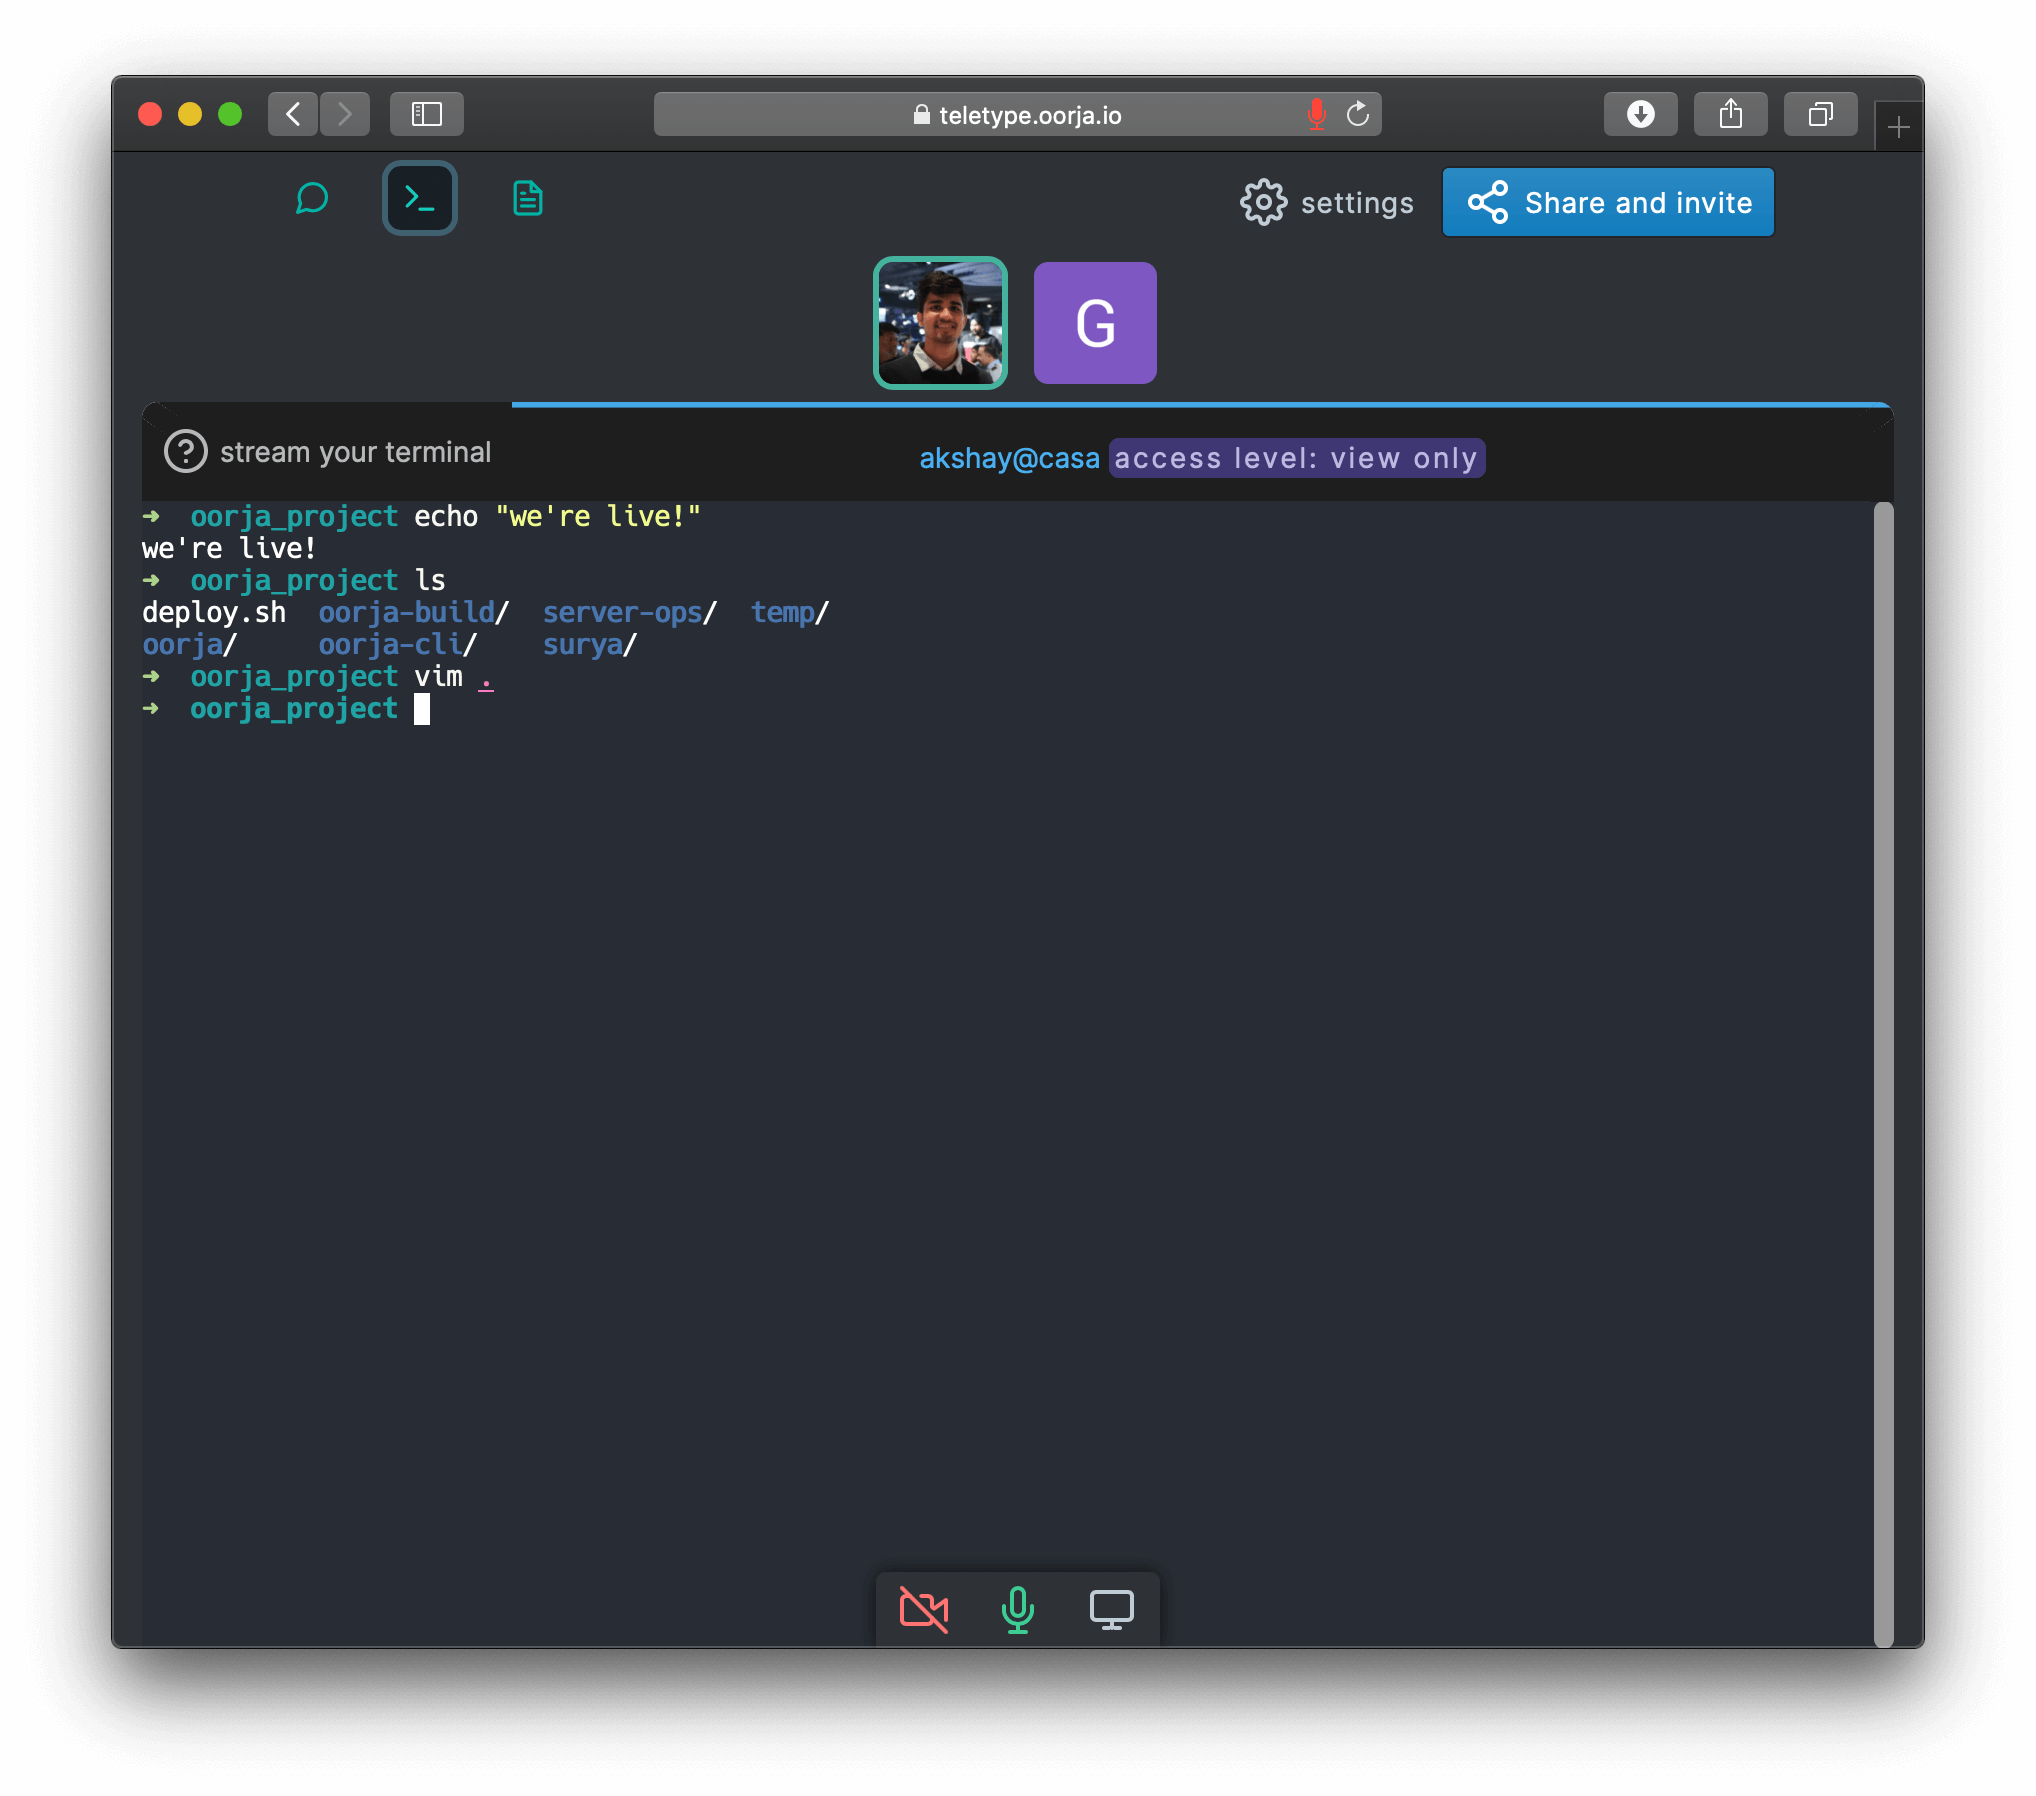 teletype.oorja.io
settings
Share and invite
G
stream your terminal
akshay@casa access level: view only
➜  oorja_project echo "we're live!"
we're live!
➜  oorja_project ls
deploy.sh  oorja-build/  server-ops/  temp/
oorja/     oorja-cli/    surya/
➜  oorja_project vim .
➜  oorja_project